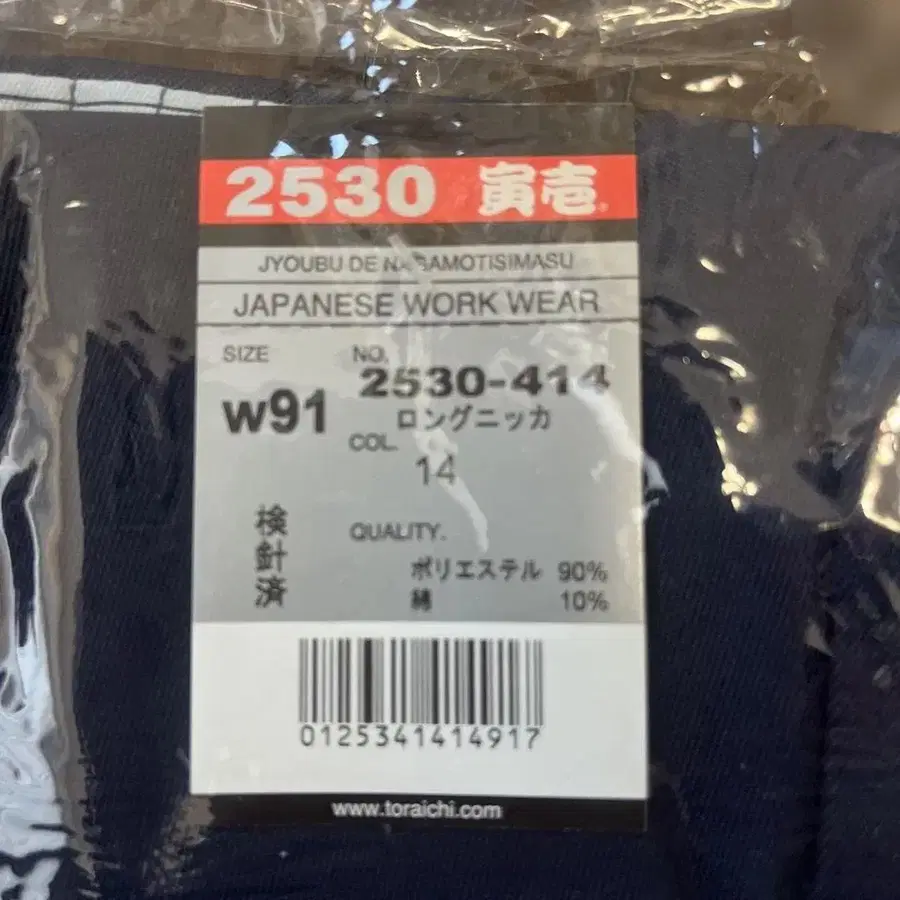 2530 寅壱®
JYOUBU DE NAGAMOTISIMASU
JAPANESE WORK WEAR
SIZE
W91
NO.
2530-414
ロングニッカ
COL.
14
検針済
QUALITY.
ポリエステル 90%
綿 10%
0125341414917
www.toraichi.com